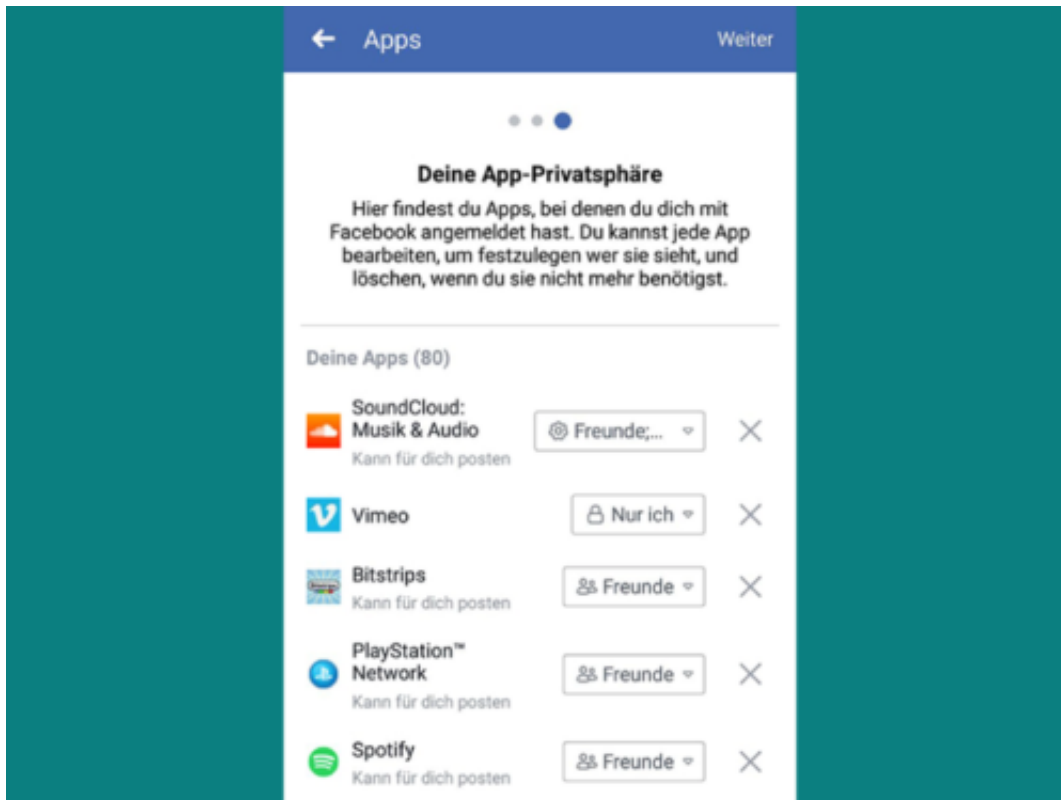 Apps
Weiter
Deine App-Privatsphäre
Hier findest du Apps, bei denen du dich mit
Facebook angemeldet hast. Du kannst jede App
bearbeiten, um festzulegen wer sie sieht, und
löschen, wenn du sie nicht mehr benötigst.
Deine Apps (80)
SoundCloud:
Musik & Audio
Kann für dich posten
Freunde;...
Vimeo
Nur ich
Bitstrips
Kann für dich posten
Freunde
PlayStation™
Network
Kann für dich posten
Freunde
Spotify
Kann für dich posten
Freunde